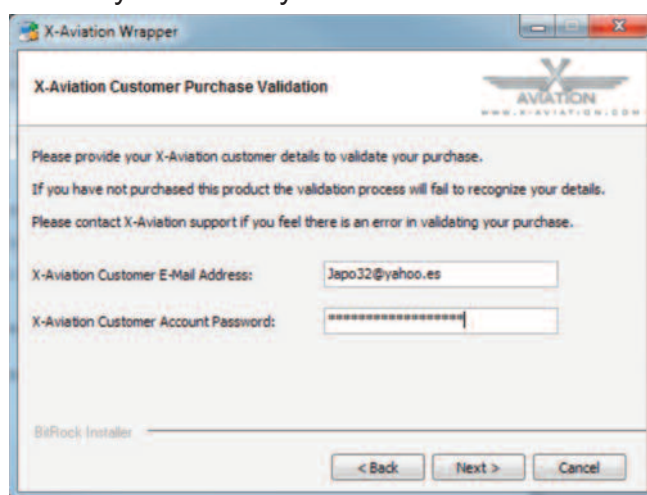 X-Aviation Wrapper
X-Aviation Customer Purchase Validation
X
AVIATION
WWW.X-AVIATION.COM
Please provide your X-Aviation customer details to validate your purchase.
If you have not purchased this product the validation process will fail to recognize your details.
Please contact X-Aviation support if you feel there is an error in validating your purchase.
X-Aviation Customer E-Mail Address: Japo32@yahoo.es
X-Aviation Customer Account Password: *******************
BitRock Installer
< Back Next > Cancel